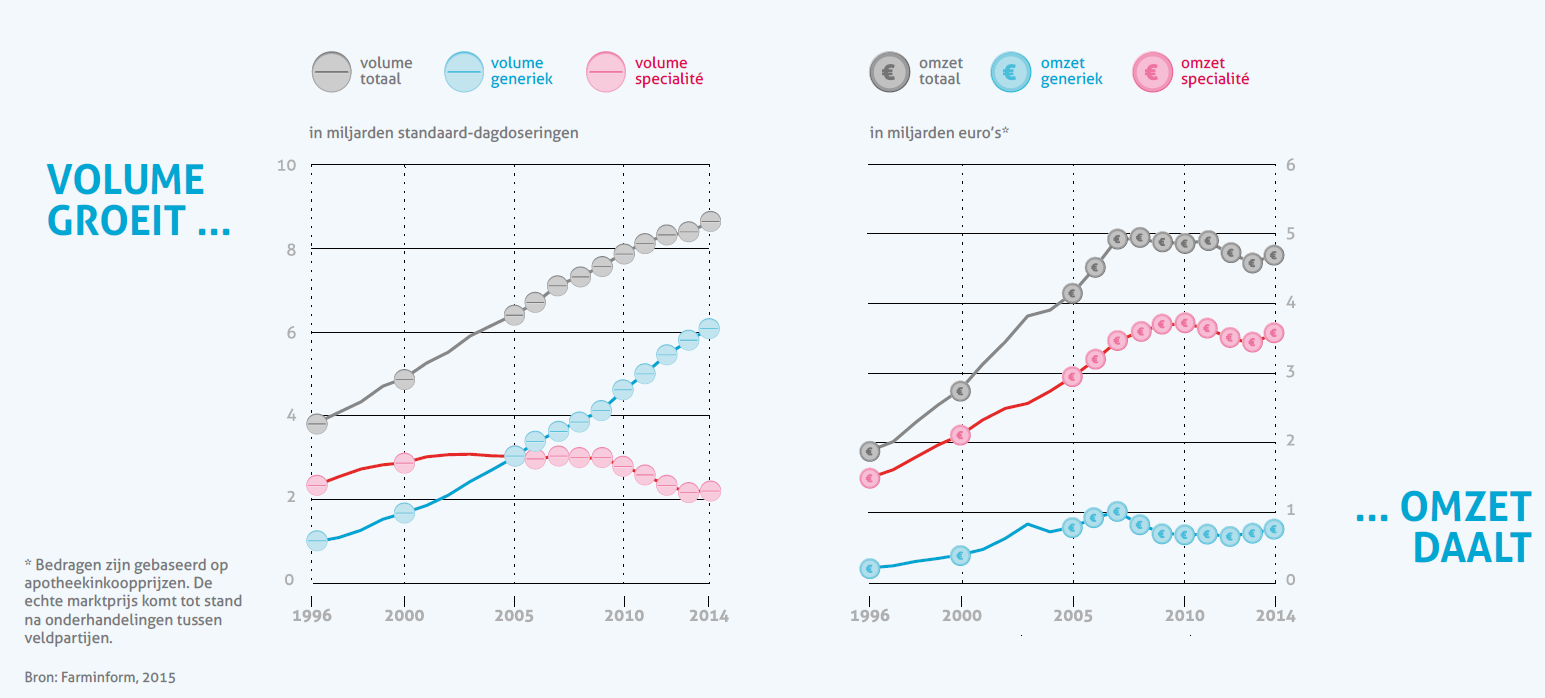 volume
totaal
volume
generiek
volume
specialité
omzet
totaal
omzet
generiek
omzet
specialité
in miljarden standaard-dagdoseringen
in miljarden euro's*
VOLUME
GROEIT ...
10
8
6
4
2
0
1996
2000
2005
2010
2014
6
5
4
3
2
1
0
1996
2000
2005
2010
2014
... OMZET
DAALT
* Bedragen zijn gebaseerd op
apotheekinkoopprijzen. De
echte marktprijs komt tot stand
na onderhandelingen tussen
veldpartijen.
Bron: Farminform, 2015